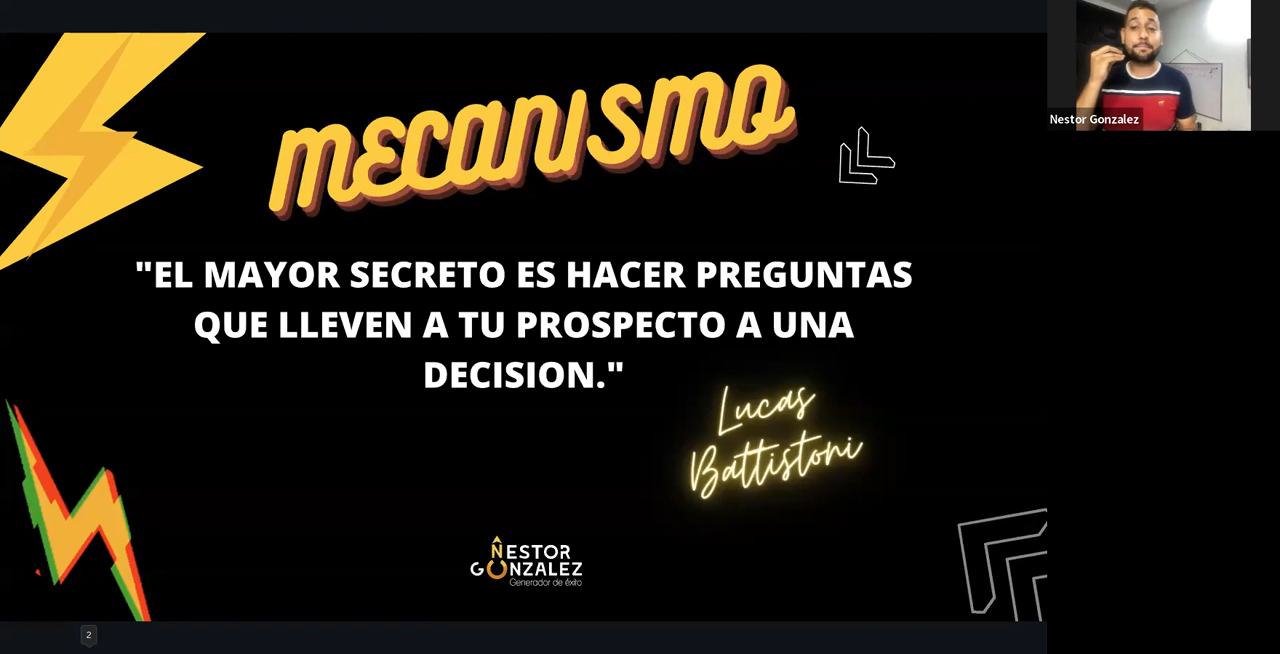 MECANISMO
"EL MAYOR SECRETO ES HACER PREGUNTAS
QUE LLEVEN A TU PROSPECTO A UNA
DECISION."
Lucas
Battistoni
NESTOR
GONZALEZ
Generador de éxito
Nestor Gonzalez
2